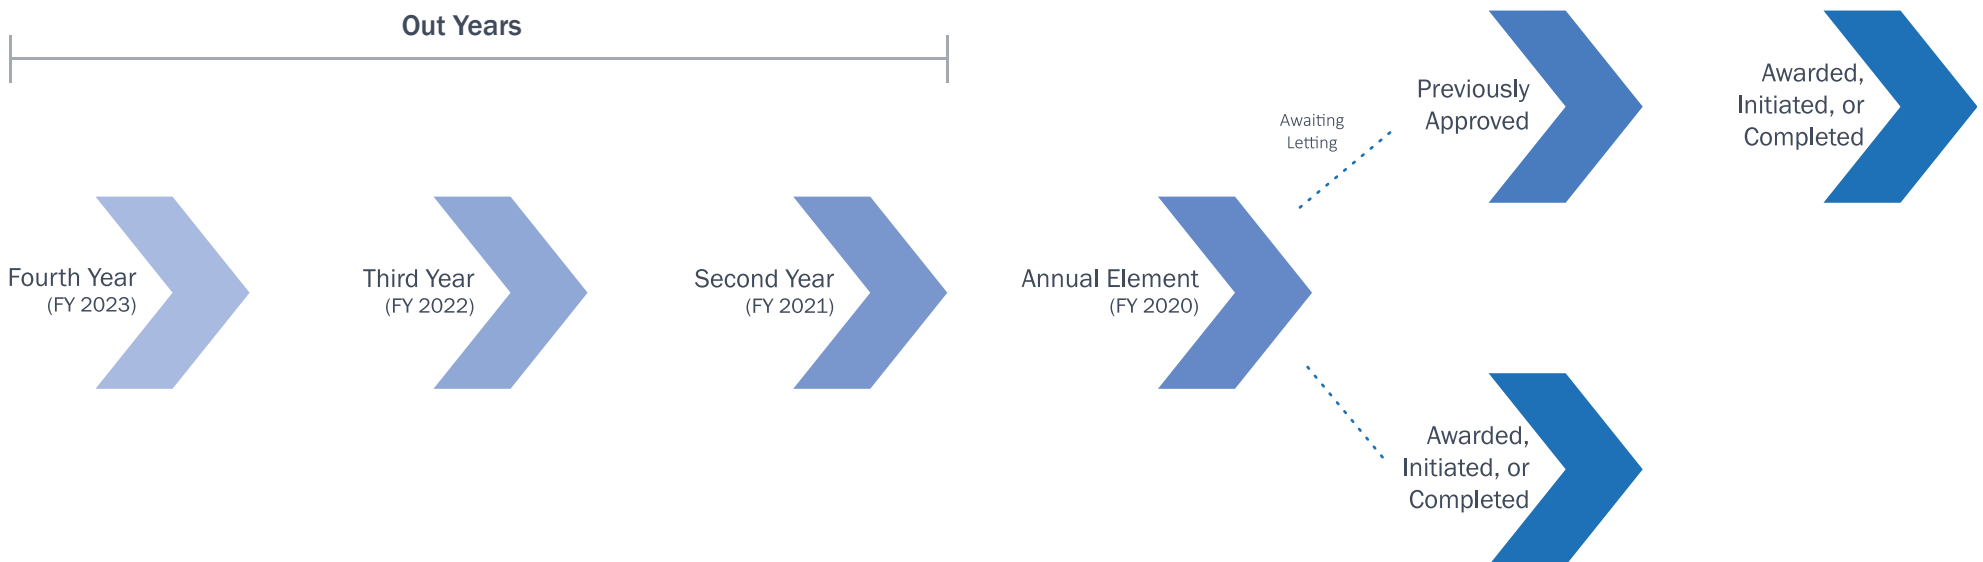 Out Years
Fourth Year
(FY 2023)
Third Year
(FY 2022)
Second Year
(FY 2021)
Annual Element
(FY 2020)
Awaiting
Letting
Previously
Approved
Awarded,
Initiated, or
Completed
Awarded,
Initiated, or
Completed